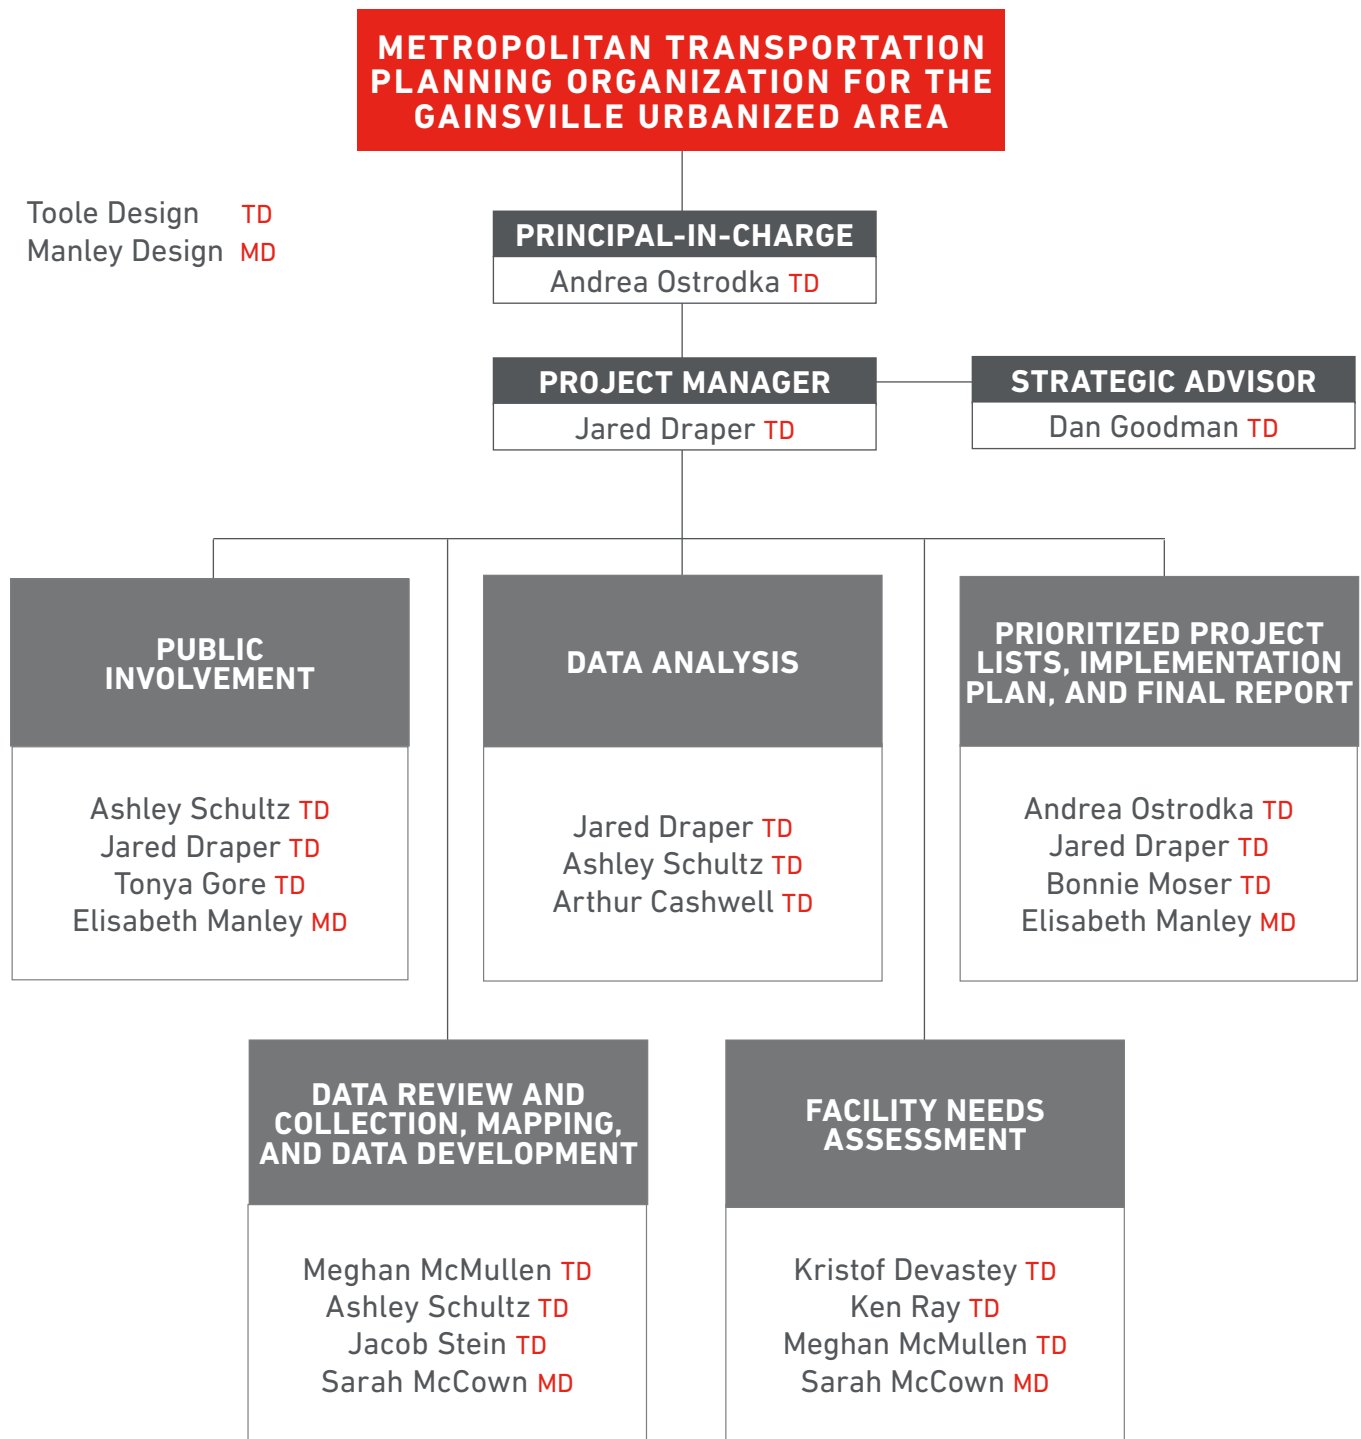 METROPOLITAN TRANSPORTATION
PLANNING ORGANIZATION FOR THE
GAINSVILLE URBANIZED AREA
Toole Design TD
Manley Design MD
PRINCIPAL-IN-CHARGE
Andrea Ostrodka TD
PROJECT MANAGER
Jared Draper TD
STRATEGIC ADVISOR
Dan Goodman TD
PUBLIC
INVOLVEMENT
Ashley Schultz TD
Jared Draper TD
Tonya Gore TD
Elisabeth Manley MD
DATA ANALYSIS
Jared Draper TD
Ashley Schultz TD
Arthur Cashwell TD
PRIORITIZED PROJECT
LISTS, IMPLEMENTATION
PLAN, AND FINAL REPORT
Andrea Ostrodka TD
Jared Draper TD
Bonnie Moser TD
Elisabeth Manley MD
DATA REVIEW AND
COLLECTION, MAPPING,
AND DATA DEVELOPMENT
Meghan McMullen TD
Ashley Schultz TD
Jacob Stein TD
Sarah McCown MD
FACILITY NEEDS
ASSESSMENT
Kristof Devastey TD
Ken Ray TD
Meghan McMullen TD
Sarah McCown MD